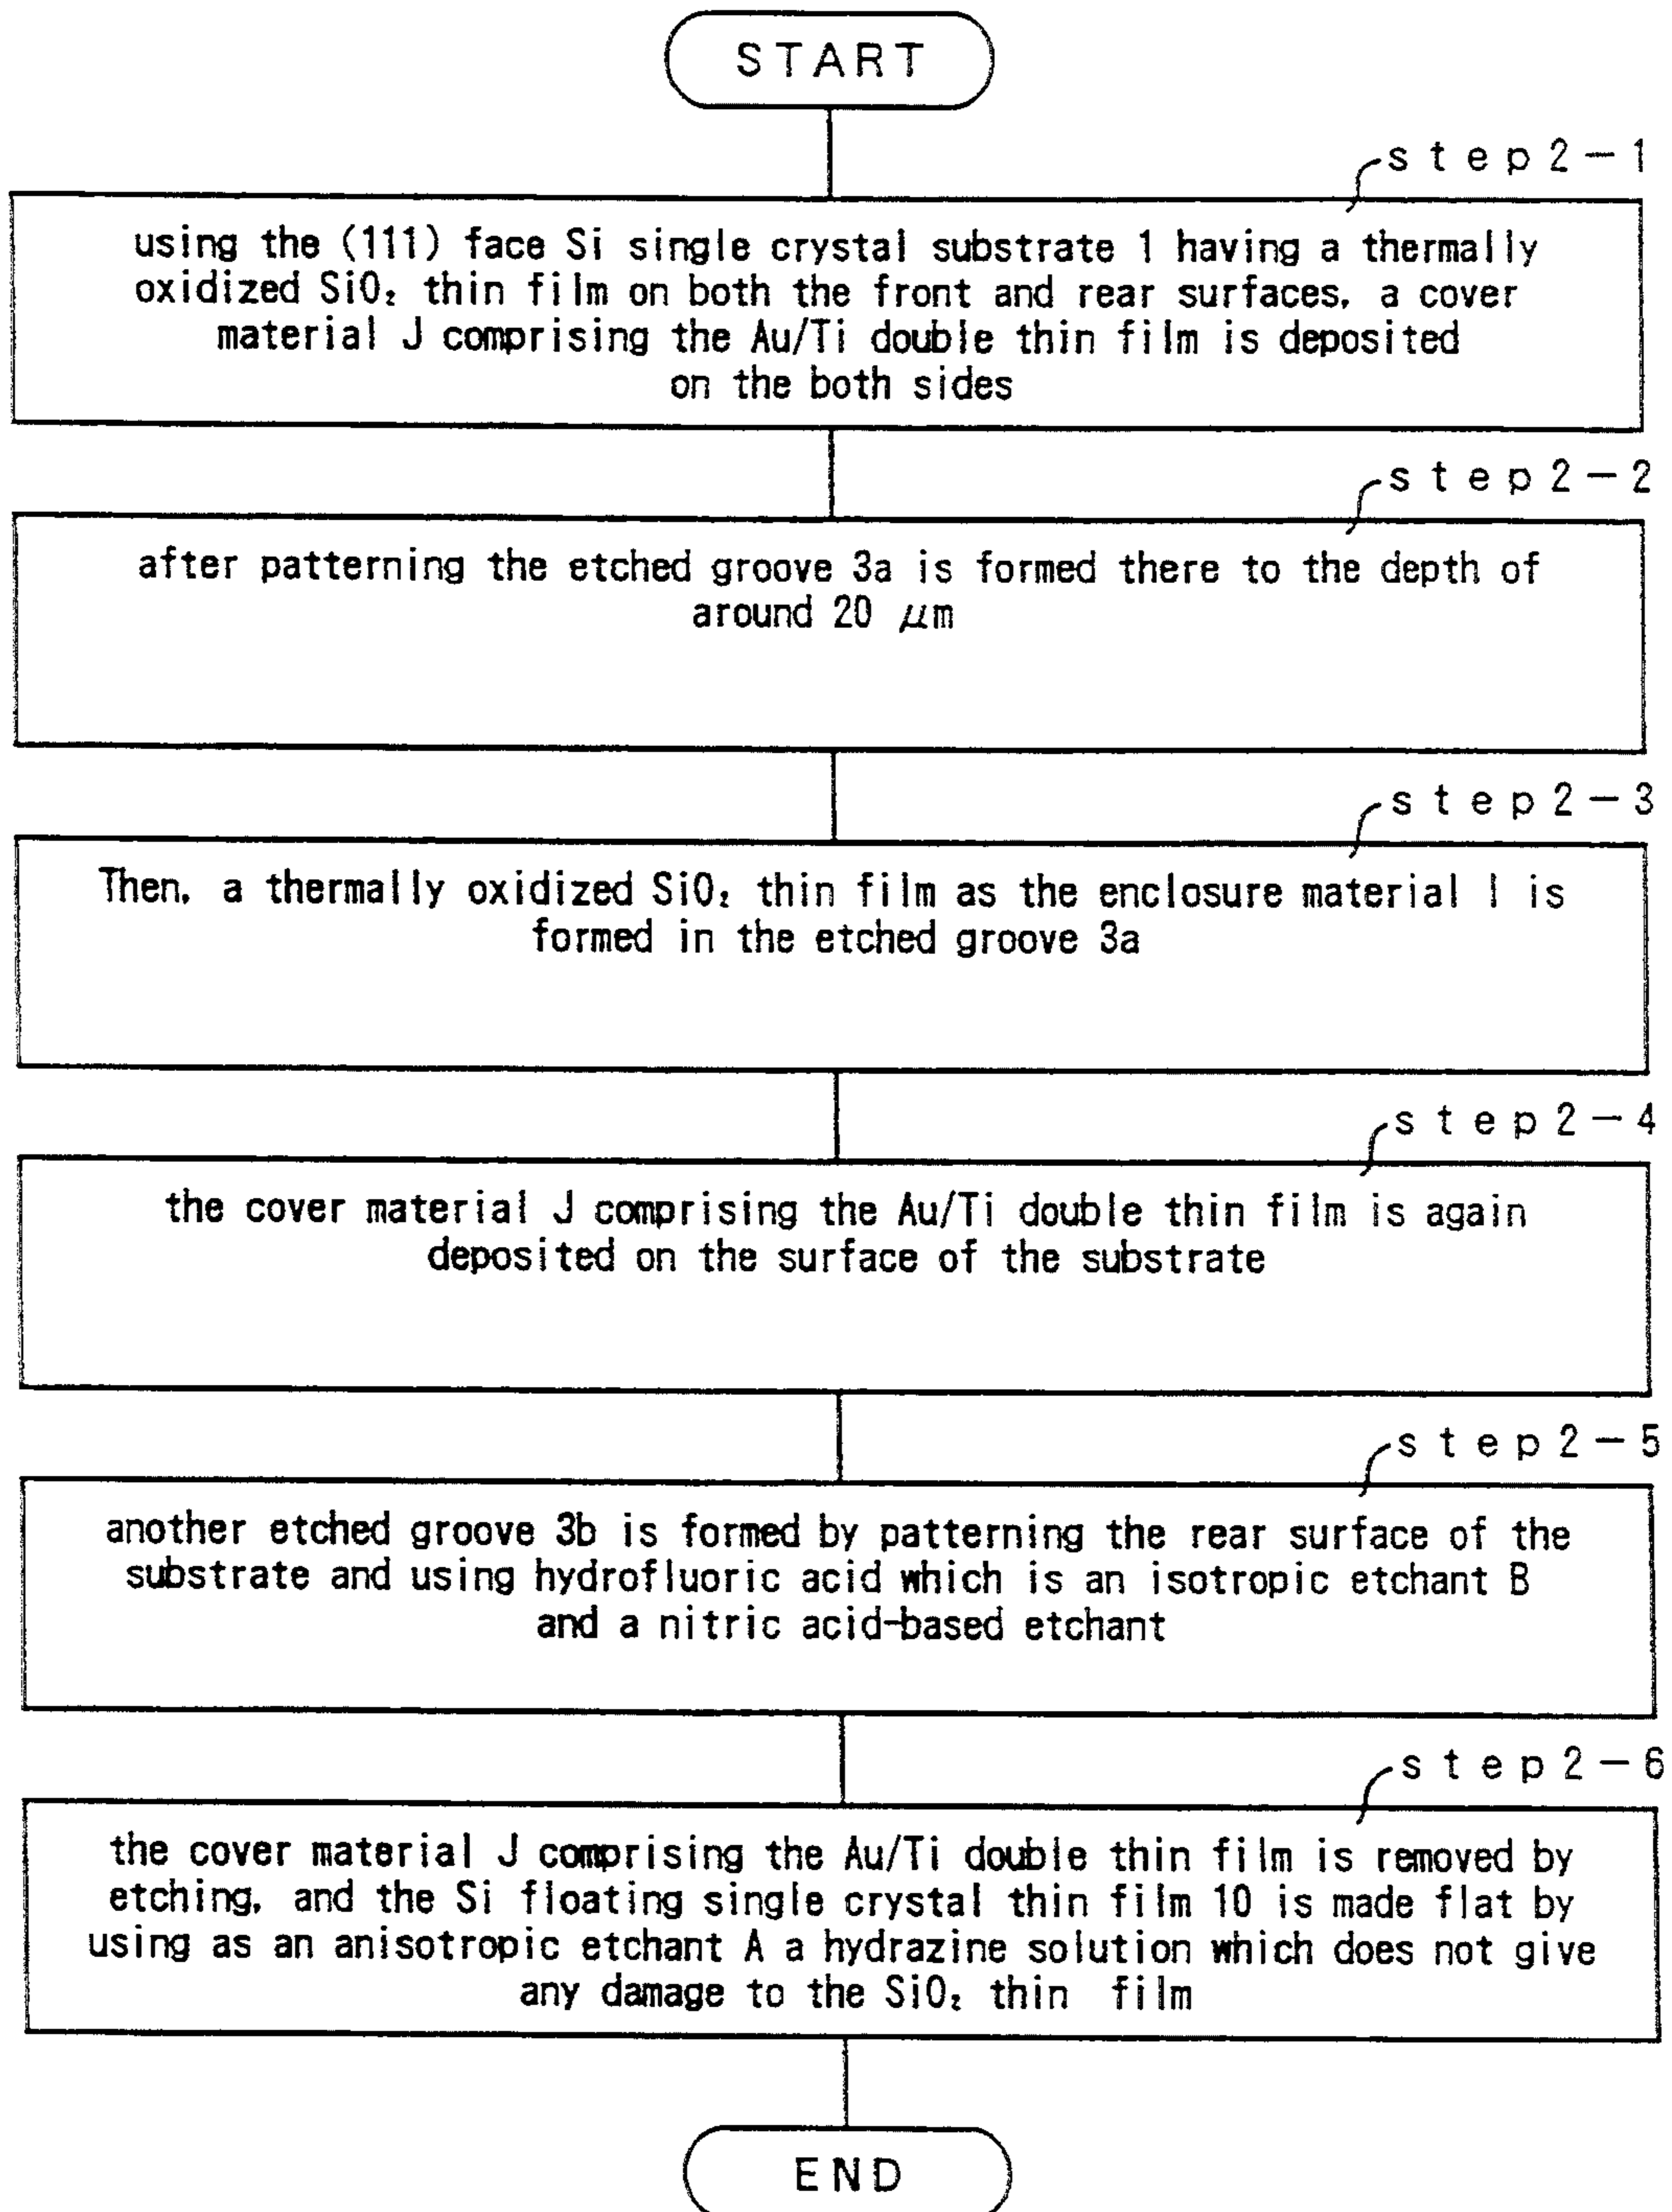 START
step2-1
using the (111) face Si single crystal substrate 1 having a thermally
oxidized SiO₂ thin film on both the front and rear surfaces, a cover
material J comprising the Au/Ti double thin film is deposited
on the both sides
step2-2
after patterning the etched groove 3a is formed there to the depth of
around 20 μm
step2-3
Then, a thermally oxidized SiO₂ thin film as the enclosure material I is
formed in the etched groove 3a
step2-4
the cover material J comprising the Au/Ti double thin film is again
deposited on the surface of the substrate
step2-5
another etched groove 3b is formed by patterning the rear surface of the
substrate and using hydrofluoric acid which is an isotropic etchant B
and a nitric acid-based etchant
step2-6
the cover material J comprising the Au/Ti double thin film is removed by
etching, and the Si floating single crystal thin film 10 is made flat by
using as an anisotropic etchant A a hydrazine solution which does not give
any damage to the SiO₂ thin film
END